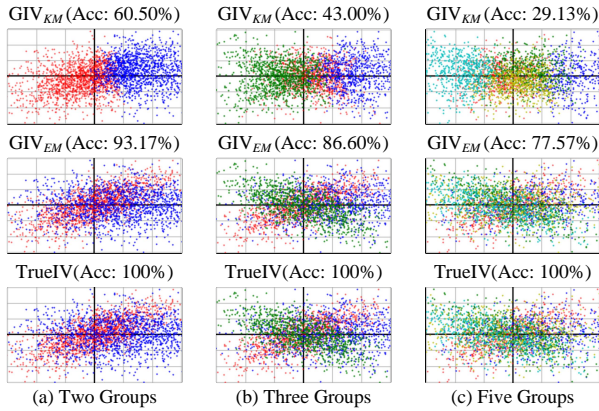 GIV_KM(Acc: 60.50%) GIV_KM(Acc: 43.00%) GIV_KM(Acc: 29.13%)
GIV_EM(Acc: 93.17%) GIV_EM(Acc: 86.60%) GIV_EM(Acc: 77.57%)
TrueIV(Acc: 100%) TrueIV(Acc: 100%) TrueIV(Acc: 100%)
(a) Two Groups (b) Three Groups (c) Five Groups